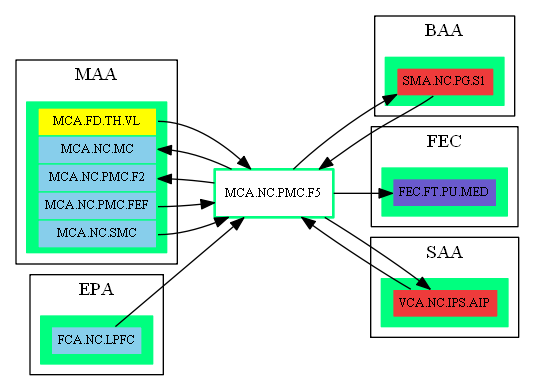 MAA
MCA.FD.TH.VL
MCA.NC.MC
MCA.NC.PMC.F2
MCA.NC.PMC.FEF
MCA.NC.SMC
EPA
FCA.NC.LPFC
MCA.NC.PMC.F5
BAA
SMA.NC.PG.S1
FEC
FEC.FT.PU.MED
SAA
VCA.NC.IPS.AIP